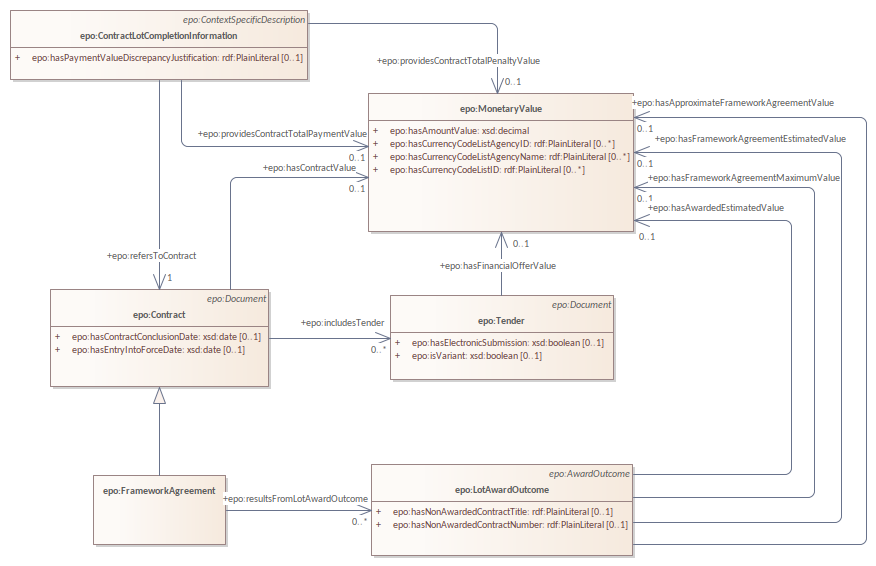 epo:ContextSpecificDescription
epo:ContractLotCompletionInformation
+ epo:hasPaymentValueDiscrepancyJustification: rdf:PlainLiteral [0..1]
+epo:providesContractTotalPenaltyValue
0..1
epo:MonetaryValue
+ epo:hasAmountValue: xsd:decimal
+ epo:hasCurrencyCodeListAgencyID: rdf:PlainLiteral [0..*]
+ epo:hasCurrencyCodeListAgencyName: rdf:PlainLiteral [0..*]
+ epo:hasCurrencyCodeListID: rdf:PlainLiteral [0..*]
+epo:hasApproximateFrameworkAgreementValue
0..1
+epo:hasFrameworkAgreementEstimatedValue
0..1
+epo:hasFrameworkAgreementMaximumValue
0..1
+epo:hasAwardedEstimatedValue
0..1
+epo:providesContractTotalPaymentValue
0..1
+epo:hasContractValue
0..1
+epo:refersToContract
1
0..1
+epo:hasFinancialOfferValue
epo:Document
epo:Contract
+ epo:hasContractConclusionDate: xsd:date [0..1]
+ epo:hasEntryIntoForceDate: xsd:date [0..1]
+epo:includesTender
0..*
epo:Document
epo:Tender
+ epo:hasElectronicSubmission: xsd:boolean [0..1]
+ epo:isVariant: xsd:boolean [0..1]
epo:FrameworkAgreement
+epo:resultsFromLotAwardOutcome
0..*
epo:AwardOutcome
epo:LotAwardOutcome
+ epo:hasNonAwardedContractTitle: rdf:PlainLiteral [0..1]
+ epo:hasNonAwardedContractNumber: rdf:PlainLiteral [0..1]